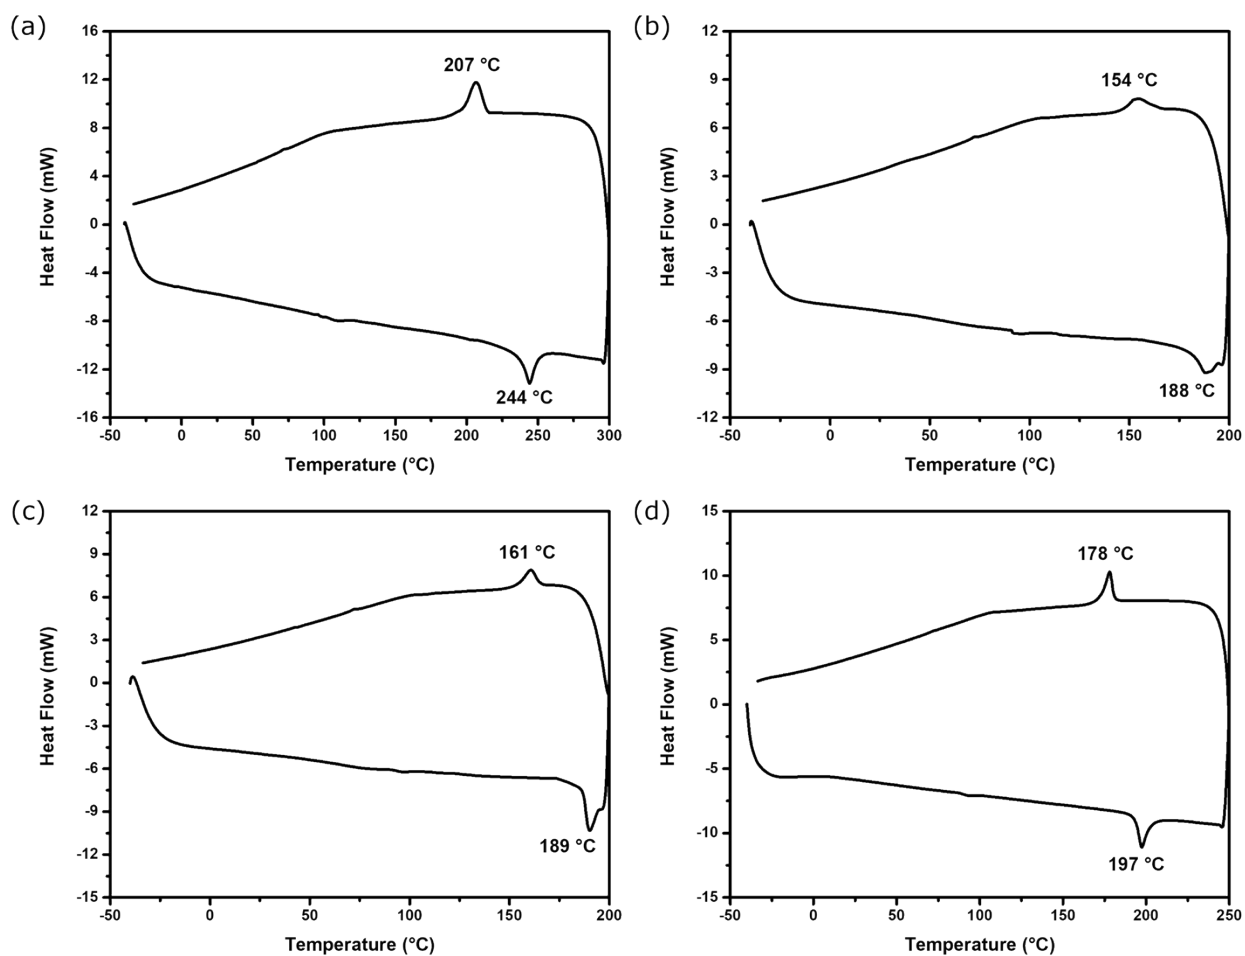 (a)
16
12
8
4
0
-4
-8
-12
-16
Heat Flow (mW)
207 °C
244 °C
-50 0 50 100 150 200 250 300
Temperature (°C)
(b)
12
9
6
3
0
-3
-6
-9
-12
Heat Flow (mW)
154 °C
188 °C
-50 0 50 100 150 200
Temperature (°C)
(c)
12
9
6
3
0
-3
-6
-9
-12
-15
Heat Flow (mW)
161 °C
189 °C
-50 0 50 100 150 200
Temperature (°C)
(d)
15
10
5
0
-5
-10
-15
Heat Flow (mW)
178 °C
197 °C
-50 0 50 100 150 200 250
Temperature (°C)